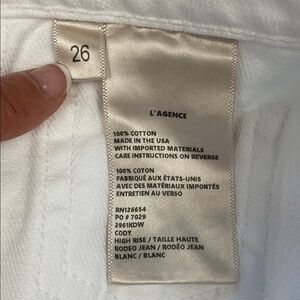 26
L'AGENCE
100% COTTON
MADE IN THE USA
WITH IMPORTED MATERIALS
CARE INSTRUCTIONS ON REVERSE
100% COTON
FABRIQUÉ AUX ÉTATS-UNIS
AVEC DES MATÉRIAUX IMPORTÉS
ENTRETIEN AU VERSO
RN126654
PO # 7029
2961KDW
CODY
HIGH RISE / TAILLE HAUTE
RODEO JEAN / RODÉO JEAN
BLANC / BLANC